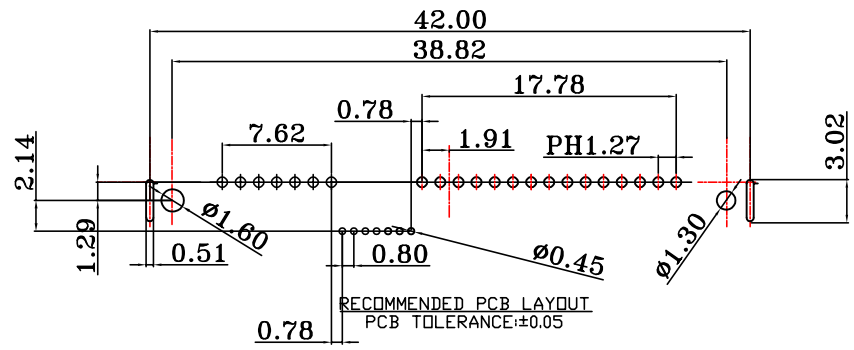 42.00
38.82
17.78
0.78
7.62
1.91
PH1.27
3.02
2.14
1.29
ø1.60
ø1.30
0.51
0.80
ø0.45
RECOMMENDED PCB LAYOUT
PCB TOLERANCE:±0.05
0.78